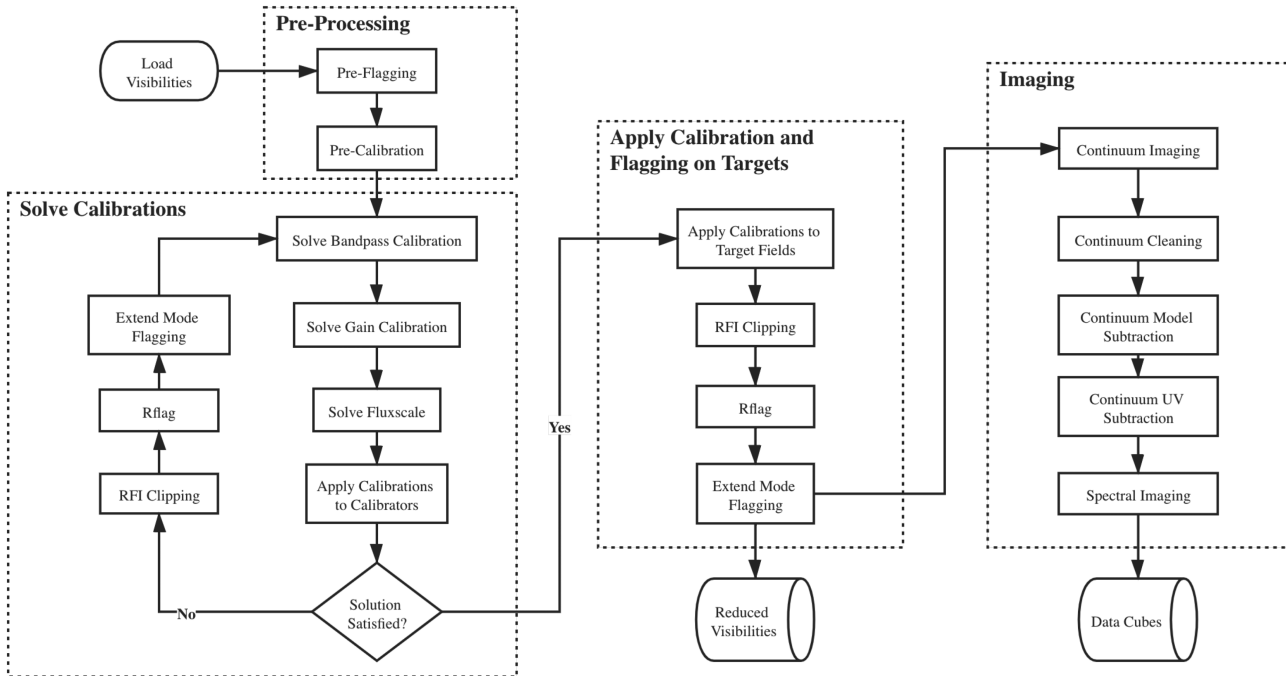 Pre-Processing
Load
Visibilities
Pre-Flagging
Pre-Calibration
Solve Calibrations
Solve Bandpass Calibration
Solve Gain Calibration
Solve Fluxscale
Apply Calibrations
to Calibrators
Solution
Satisfied?
No
RFI Clipping
Rflag
Extend Mode
Flagging
Yes
Apply Calibration and
Flagging on Targets
Apply Calibrations to
Target Fields
RFI Clipping
Rflag
Extend Mode
Flagging
Reduced
Visibilities
Imaging
Continuum Imaging
Continuum Cleaning
Continuum Model
Subtraction
Continuum UV
Subtraction
Spectral Imaging
Data Cubes